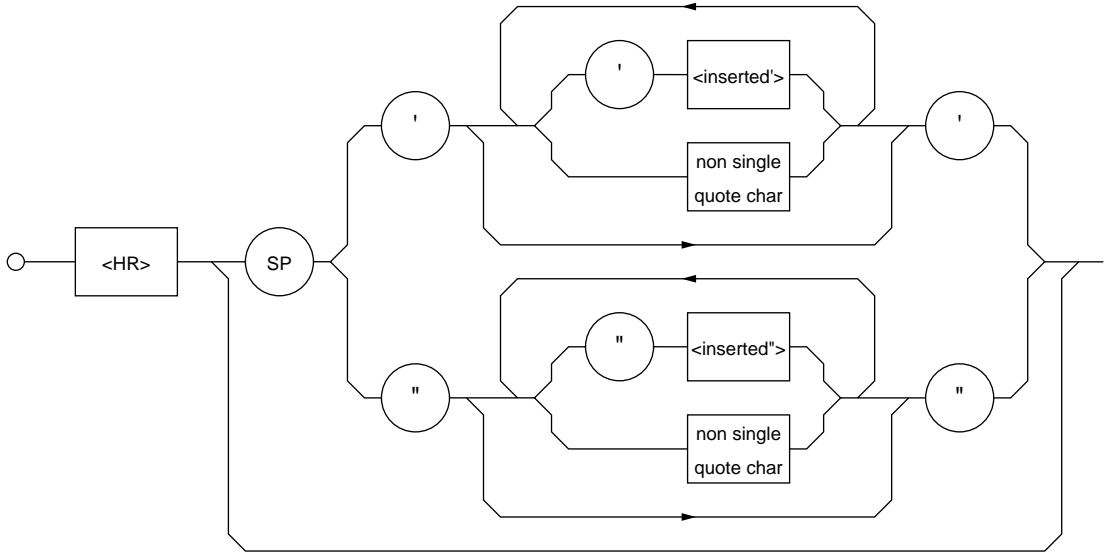 ' <inserted'>
' '
non single
quote char
<HR> SP
" <inserted">
" "
non single
quote char